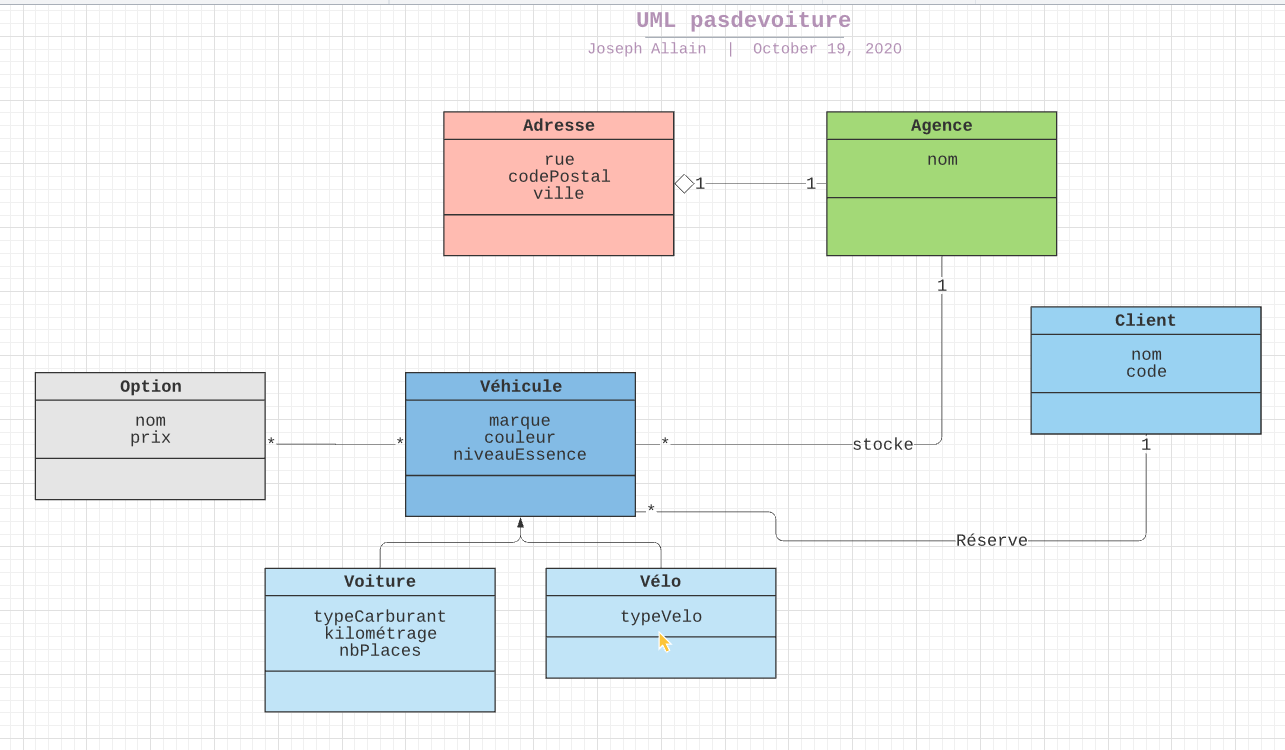 UML pasdevoiture
Joseph Allain | October 19, 2020
Adresse
rue
codePostal
ville
1
1
Agence
nom
1
Client
nom
code
1
Option
nom
prix
*
*
Véhicule
marque
couleur
niveauEssence
*
stocke
*
Réserve
Voiture
typeCarburant
kilométrage
nbPlaces
Vélo
typeVelo